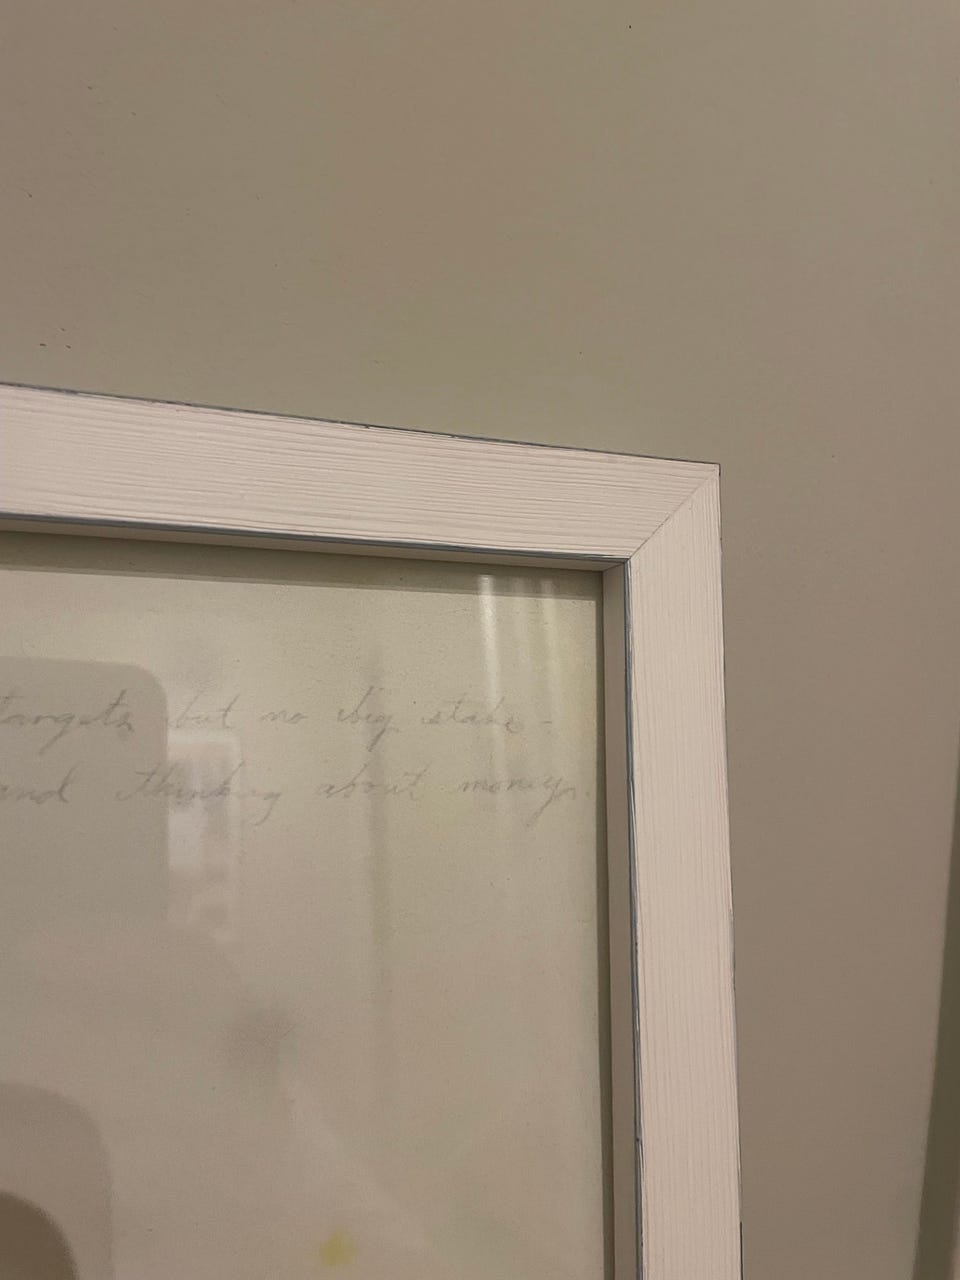 targets but no big stake -
and thinking about money.